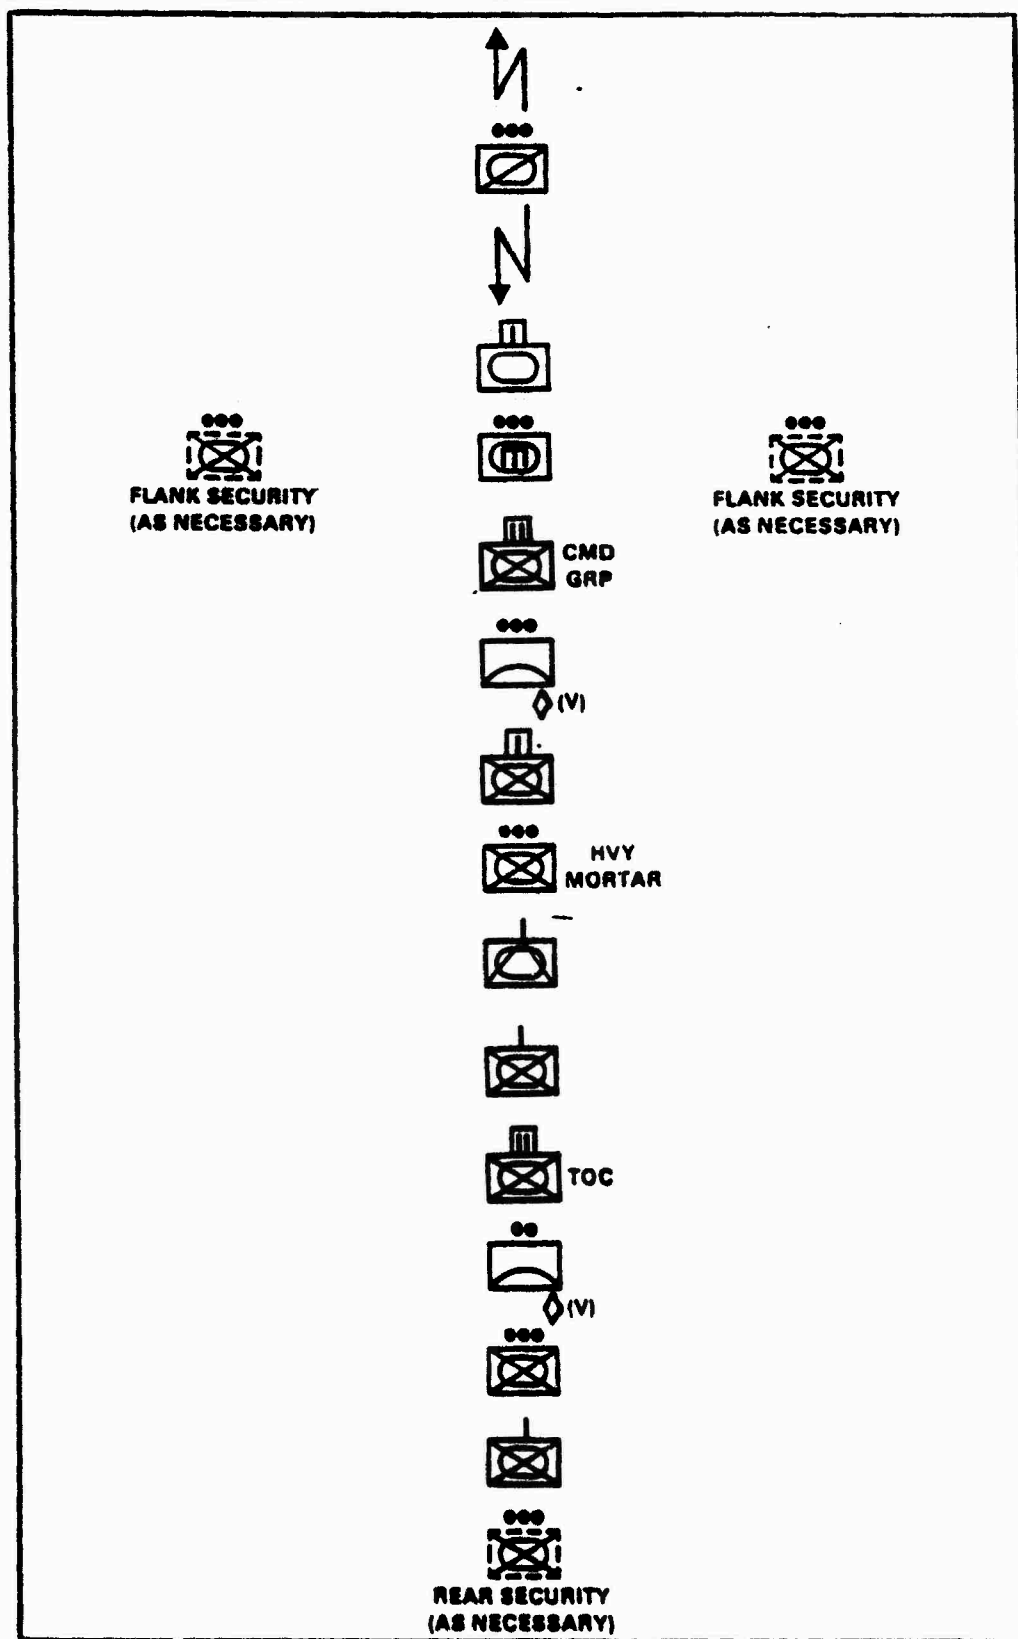 FLANK SECURITY
(AS NECESSARY)
FLANK SECURITY
(AS NECESSARY)
CMD
GRP
(V)
HVY
MORTAR
TOC
(V)
REAR SECURITY
(AS NECESSARY)